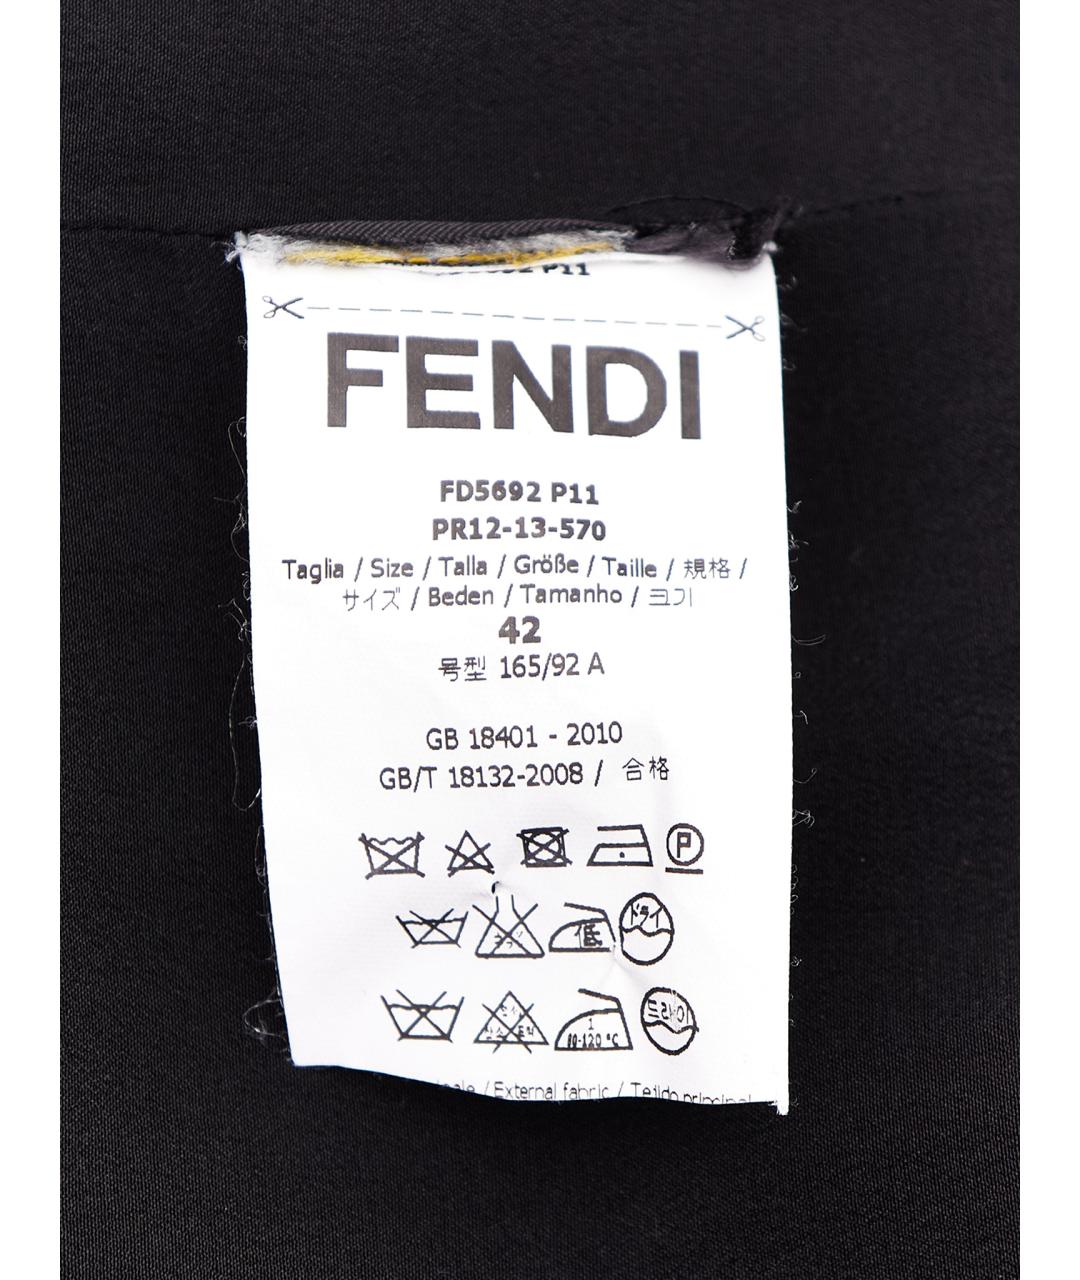 P11
FENDI
FD5692 P11
PR12-13-570
Taglia / Size / Talla / Größe / Taille / 規格 /
サイズ / Beden / Tamanho / 크기
42
号型 165/92 A
GB 18401 - 2010
GB/T 18132-2008 / 合格
P
低 ドライ
드라이
/ External fabric / Tejido principal